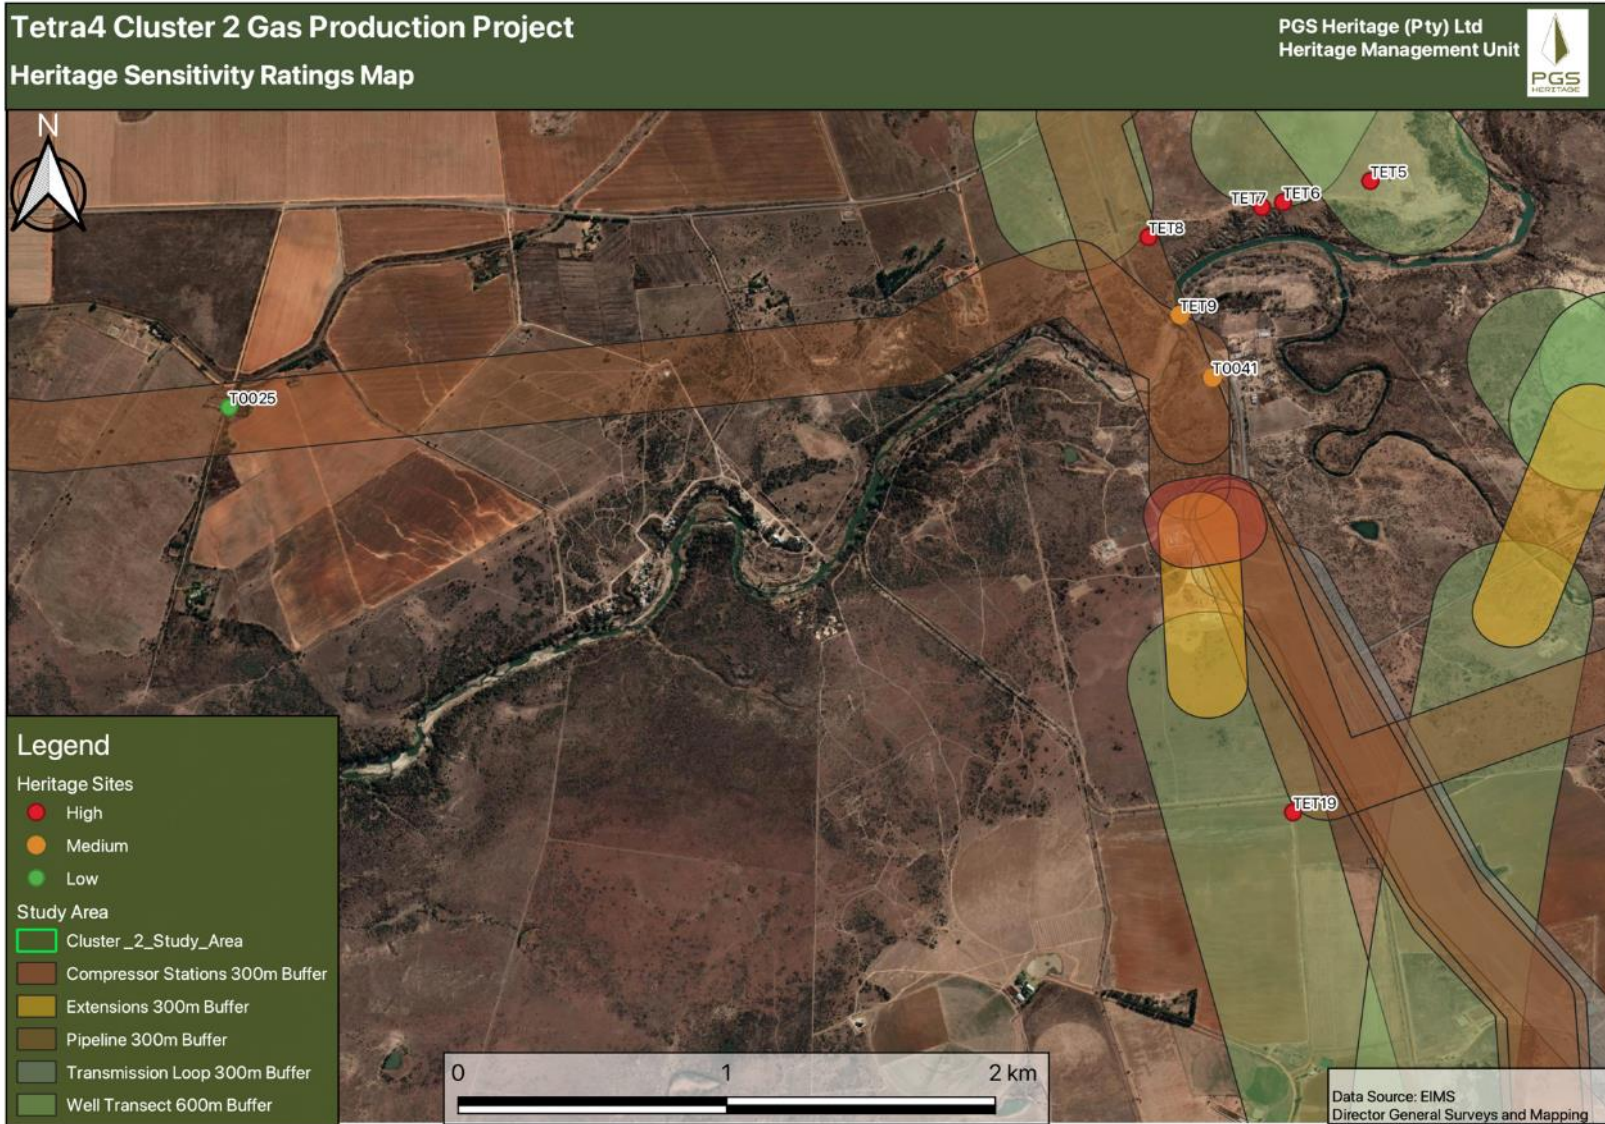 Tetra4 Cluster 2 Gas Production Project
Heritage Sensitivity Ratings Map
PGS Heritage (Pty) Ltd
Heritage Management Unit
PGS
HERITAGE
N
TET5
TET6
TET7
TET8
TET9
T0041
T0025
TET19
Legend
Heritage Sites
High
Medium
Low
Study Area
Cluster_2_Study_Area
Compressor Stations 300m Buffer
Extensions 300m Buffer
Pipeline 300m Buffer
Transmission Loop 300m Buffer
Well Transect 600m Buffer
0 1 2 km
Data Source: EIMS
Director General Surveys and Mapping